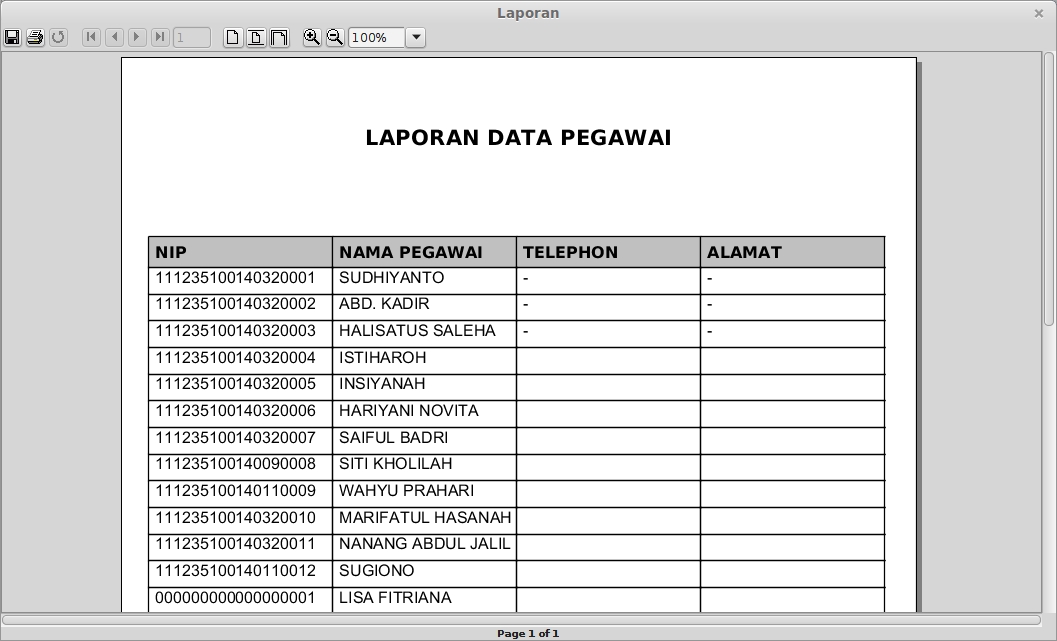 Laporan
1
100%
LAPORAN DATA PEGAWAI
NIP NAMA PEGAWAI TELEPHON ALAMAT
111235100140320001 SUDHIYANTO - -
111235100140320002 ABD. KADIR - -
111235100140320003 HALISATUS SALEHA - -
111235100140320004 ISTIHAROH
111235100140320005 INSIYANAH
111235100140320006 HARIYANI NOVITA
111235100140320007 SAIFUL BADRI
111235100140090008 SITI KHOLILAH
111235100140110009 WAHYU PRAHARI
111235100140320010 MARIFATUL HASANAH
111235100140320011 NANANG ABDUL JALIL
111235100140110012 SUGIONO
000000000000000001 LISA FITRIANA
Page 1 of 1